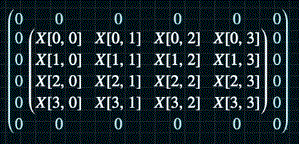 0 0 0 0 0 0
0 X[0, 0] X[0, 1] X[0, 2] X[0, 3] 0
0 X[1, 0] X[1, 1] X[1, 2] X[1, 3] 0
0 X[2, 0] X[2, 1] X[2, 2] X[2, 3] 0
0 X[3, 0] X[3, 1] X[3, 2] X[3, 3] 0
0 0 0 0 0 0